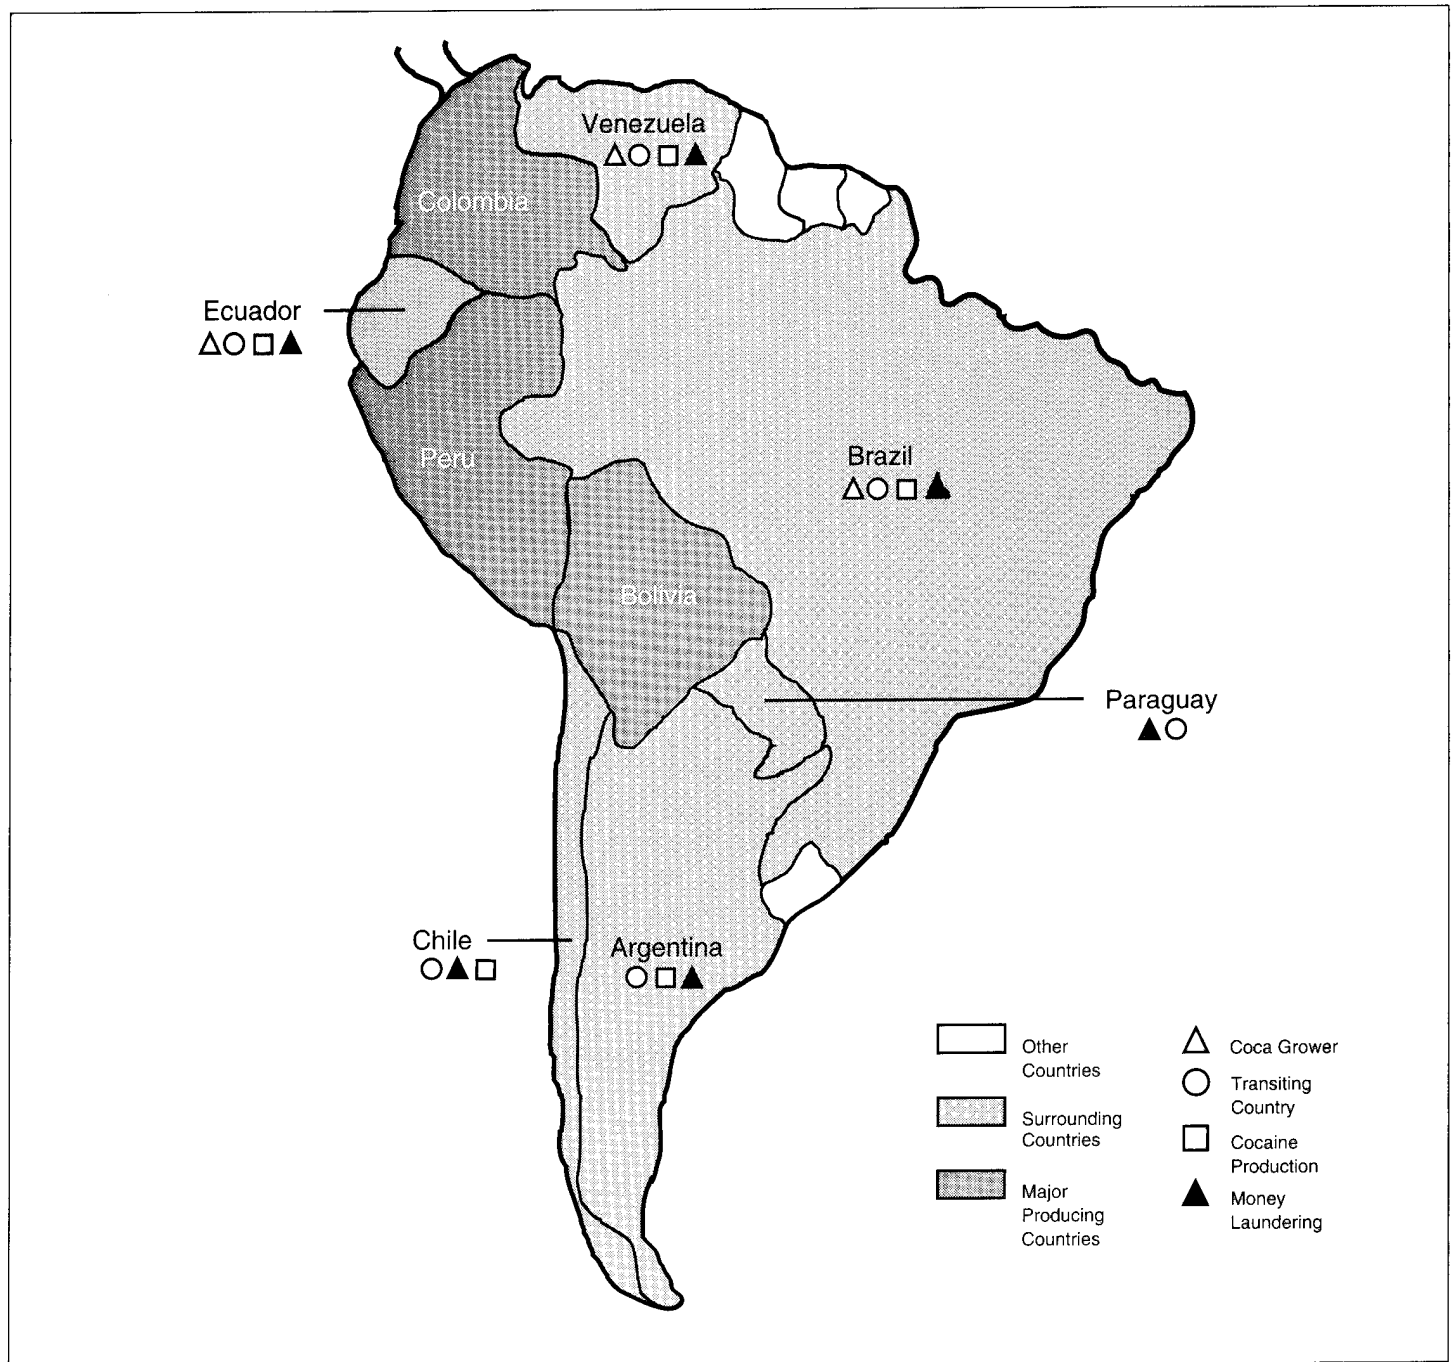 Venezuela
Colombia
Ecuador
Peru
Brazil
Bolivia
Paraguay
Chile
Argentina
Other
Countries
Surrounding
Countries
Major
Producing
Countries
Coca Grower
Transiting
Country
Cocaine
Production
Money
Laundering